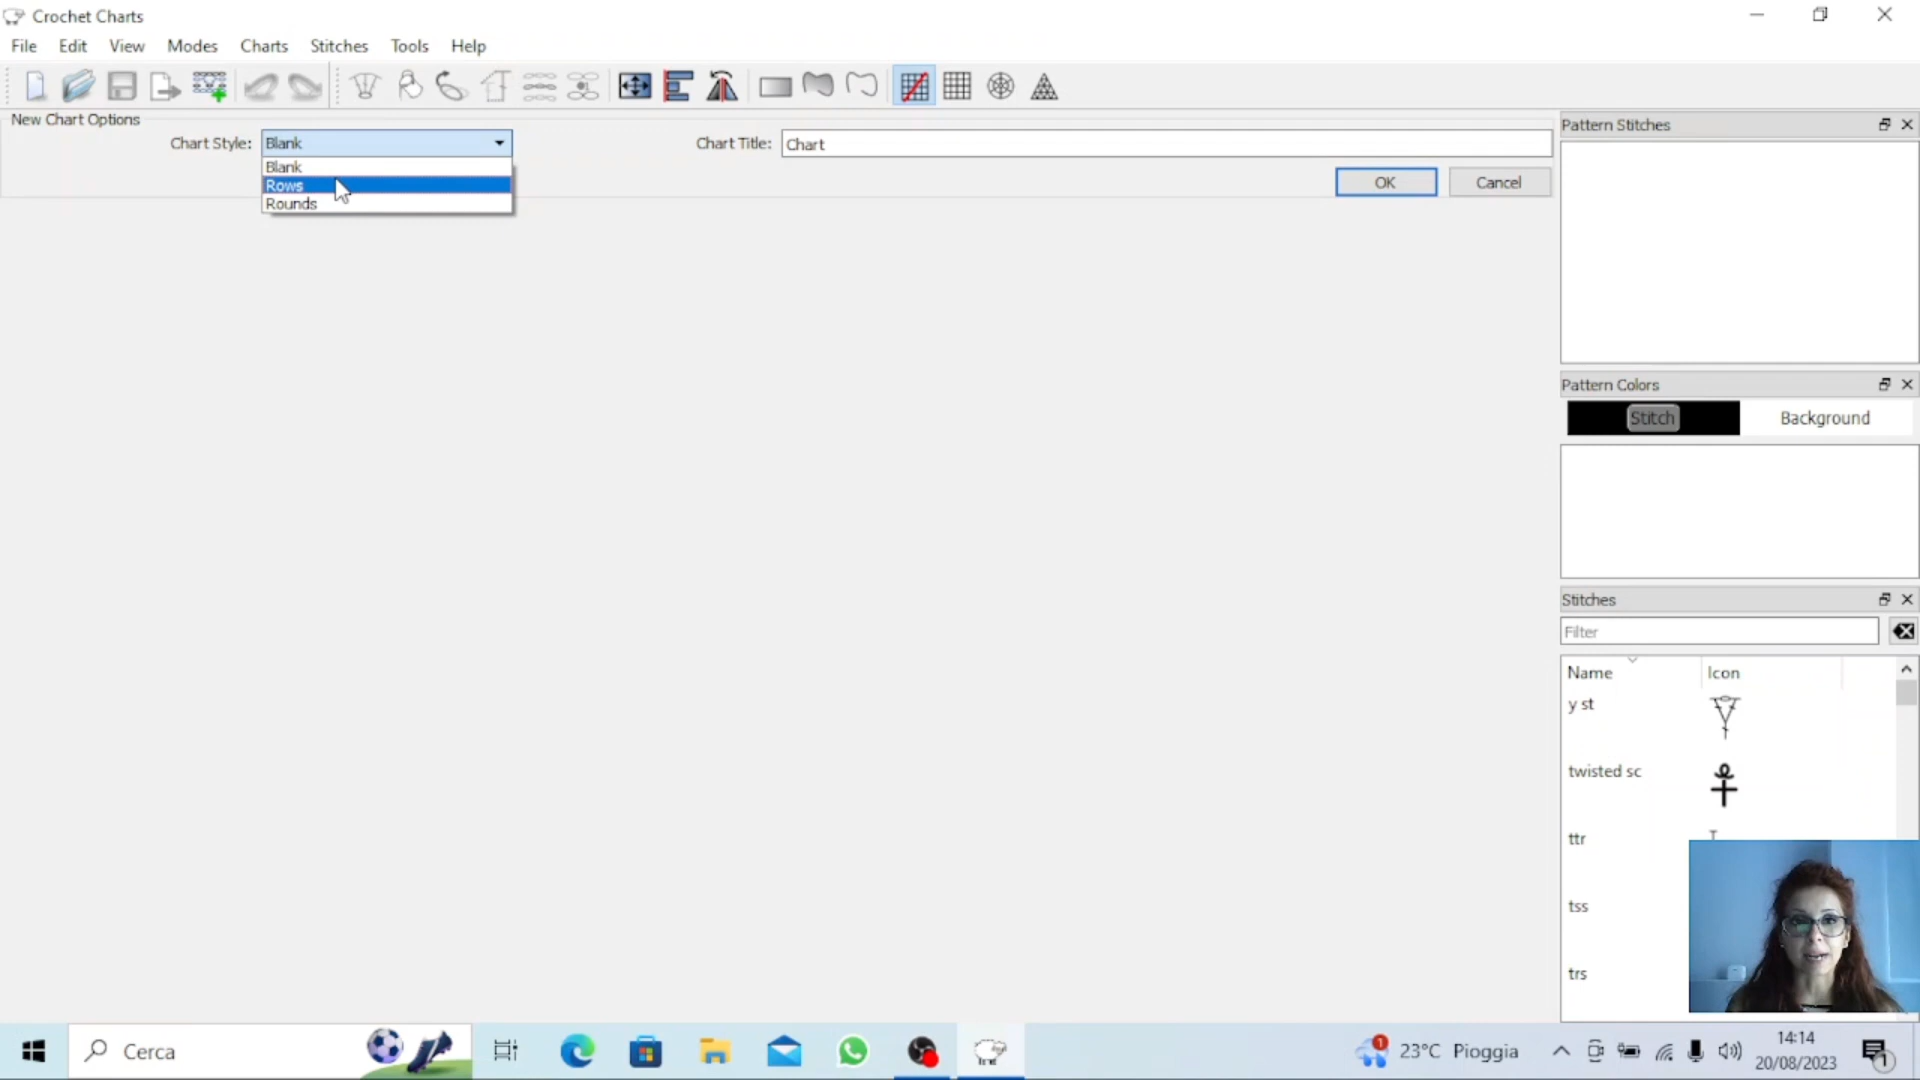 Crochet Charts
File Edit View Modes Charts Stitches Tools Help
New Chart Options
Chart Style: Blank
Chart Title: Chart
Blank
Rows
Rounds
OK Cancel
Pattern Stitches
Pattern Colors
Stitch Background
Stitches
Filter
Name Icon
y st
twisted sc
ttr
tss
trs
Cerca
1
23°C Pioggia
14:14
20/08/2023
1